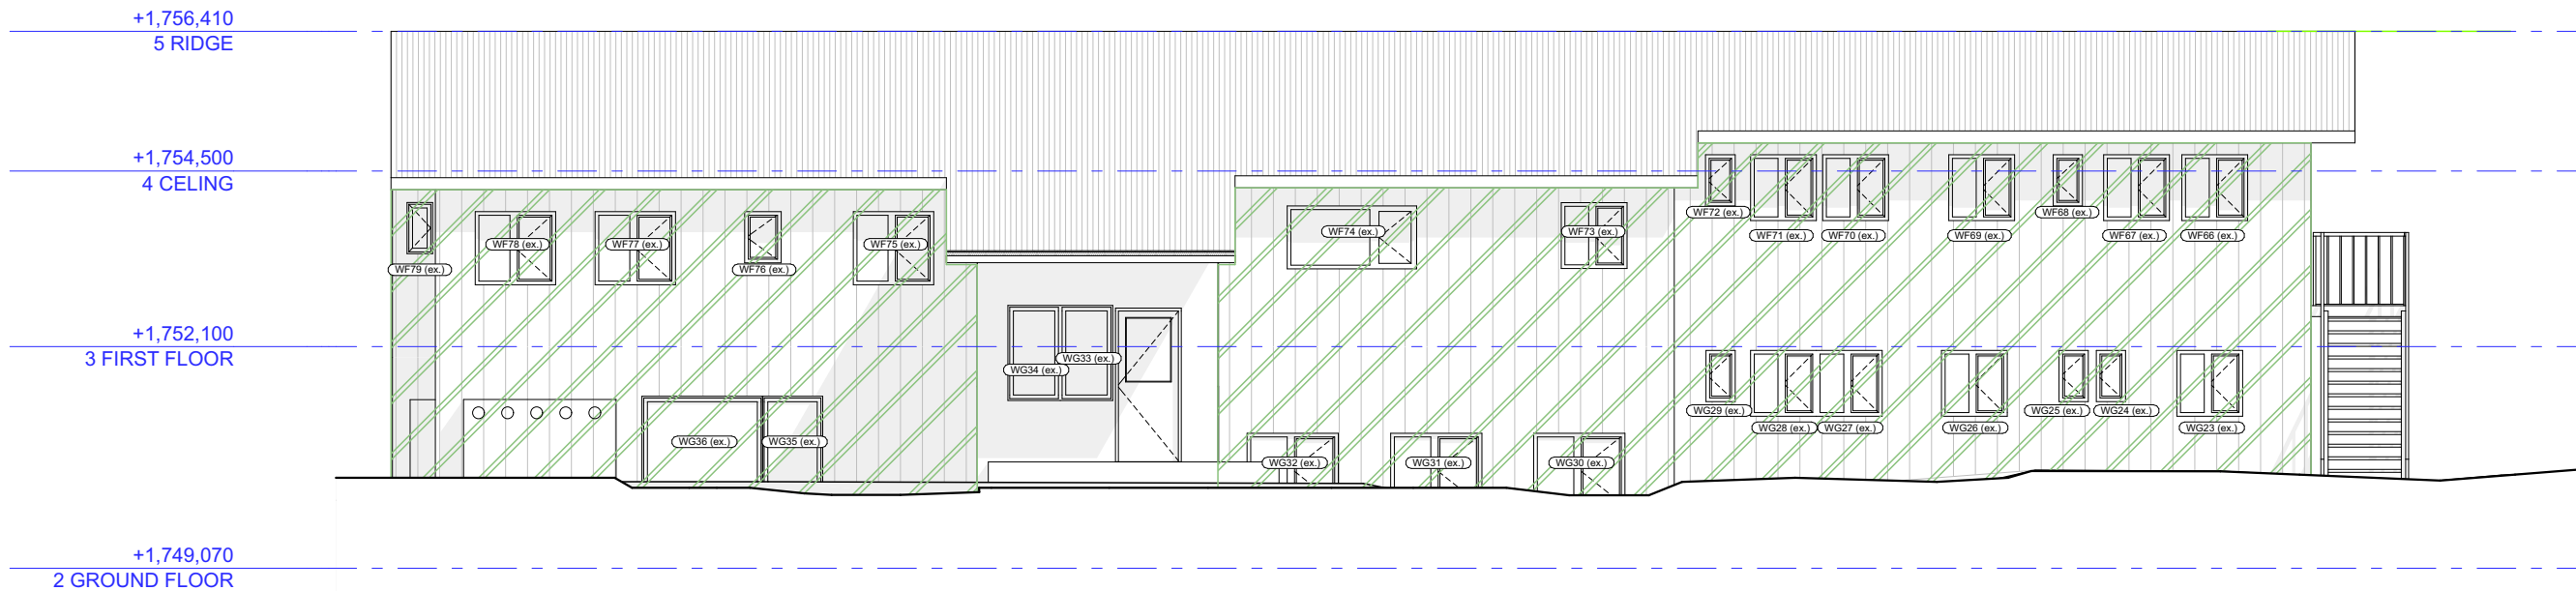 +1,756,410
5 RIDGE
+1,754,500
4 CELING
WF79 (ex.)
WF78 (ex.)
WF77 (ex.)
WF76 (ex.)
WF75 (ex.)
WF74 (ex.)
WF73 (ex.)
WF72 (ex.)
WF71 (ex.)
WF70 (ex.)
WF69 (ex.)
WF68 (ex.)
WF67 (ex.)
WF66 (ex.)
+1,752,100
3 FIRST FLOOR
WG36 (ex.)
WG35 (ex.)
WG34 (ex.)
WG33 (ex.)
WG32 (ex.)
WG31 (ex.)
WG30 (ex.)
WG29 (ex.)
WG28 (ex.)
WG27 (ex.)
WG26 (ex.)
WG25 (ex.)
WG24 (ex.)
WG23 (ex.)
+1,749,070
2 GROUND FLOOR